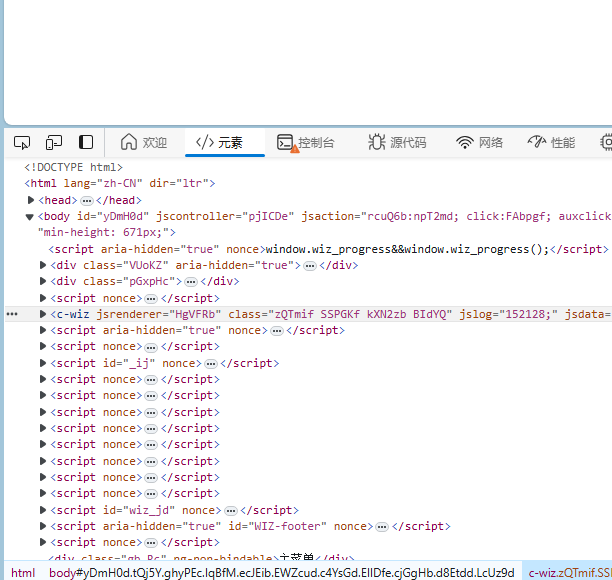 欢迎 元素 控制台 源代码 网络 性能
<!DOCTYPE html>
<html lang="zh-CN" dir="ltr">
<head>…</head>
<body id="yDmH0d" jscontroller="pjICDe" jsaction="rcuQ6b:npT2md; click:FAbpgf; auxclick
"min-height: 671px;">
<script aria-hidden="true" nonce>window.wiz_progress&&window.wiz_progress();</script>
<div class="VUoKZ" aria-hidden="true">…</div>
<div class="pGxpHc">…</div>
<script nonce>…</script>
<c-wiz jsrenderer="HgVFRb" class="zQTmif SSPGKf kXN2zb BIdYQ" jslog="152128;" jsdata=
<script aria-hidden="true" nonce>…</script>
<script nonce>…</script>
<script id="_ij" nonce>…</script>
<script nonce>…</script>
<script nonce>…</script>
<script nonce>…</script>
<script nonce>…</script>
<script nonce>…</script>
<script nonce>…</script>
<script nonce>…</script>
<script nonce>…</script>
<script id="wiz_jd" nonce>…</script>
<script aria-hidden="true" id="WIZ-footer" nonce>…</script>
<script nonce>…</script>
<div class="gb_Rc" ng-non-bindable>主菜单</div>
html body#yDmH0d.tQj5Y.ghyPEc.IqBfM.ecJEib.EWZcud.c4YsGd.EIlDfe.cjGgHb.d8Etdd.LcUz9d c-wiz.zQTmif.SS